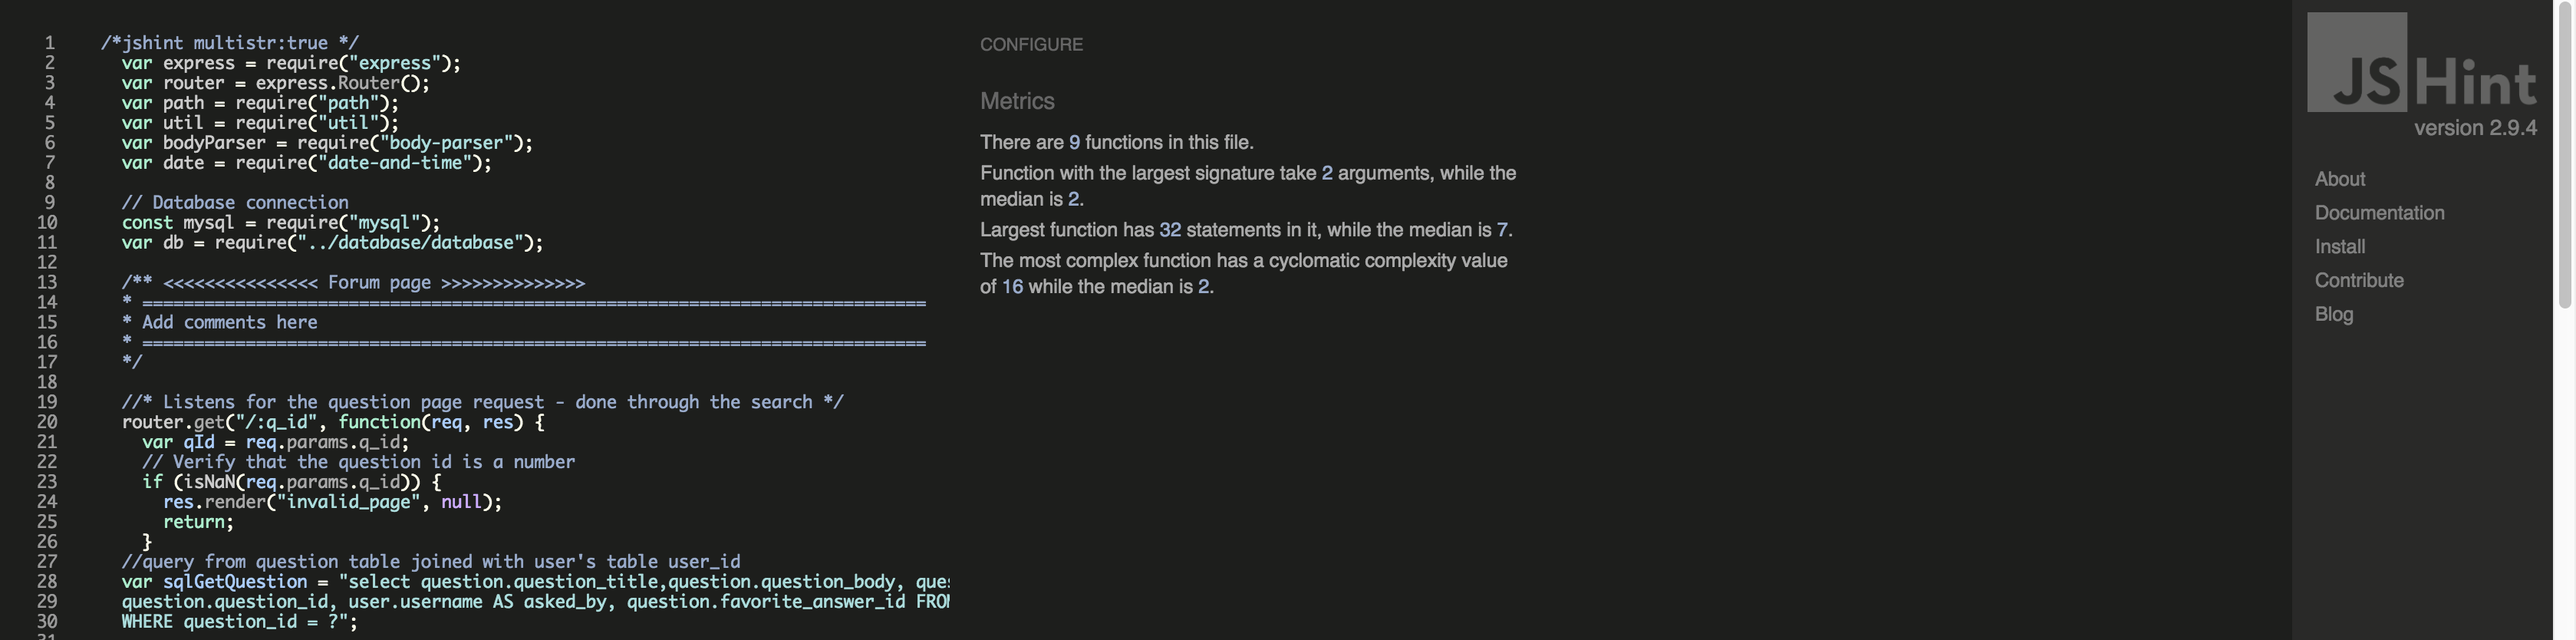 1 /*jshint multistr:true */
2 var express = require("express");
3 var router = express.Router();
4 var path = require("path");
5 var util = require("util");
6 var bodyParser = require("body-parser");
7 var date = require("date-and-time");
8
9 // Database connection
10 const mysql = require("mysql");
11 var db = require("../database/database");
12
13 /** <<<<<<<<<<<<<<< Forum page >>>>>>>>>>>>>>
14 * ============================================================================
15 * Add comments here
16 * ============================================================================
17 */
18
19 //* Listens for the question page request - done through the search */
20 router.get("/:q_id", function(req, res) {
21 var qId = req.params.q_id;
22 // Verify that the question id is a number
23 if (isNaN(req.params.q_id)) {
24 res.render("invalid_page", null);
25 return;
26 }
27 //query from question table joined with user's table user_id
28 var sqlGetQuestion = "select question.question_title,question.question_body, que
29 question.question_id, user.username AS asked_by, question.favorite_answer_id FRO
30 WHERE question_id = ?";
31
CONFIGURE
Metrics
There are 9 functions in this file.
Function with the largest signature take 2 arguments, while the
median is 2.
Largest function has 32 statements in it, while the median is 7.
The most complex function has a cyclomatic complexity value
of 16 while the median is 2.
JSHint
version 2.9.4
About
Documentation
Install
Contribute
Blog